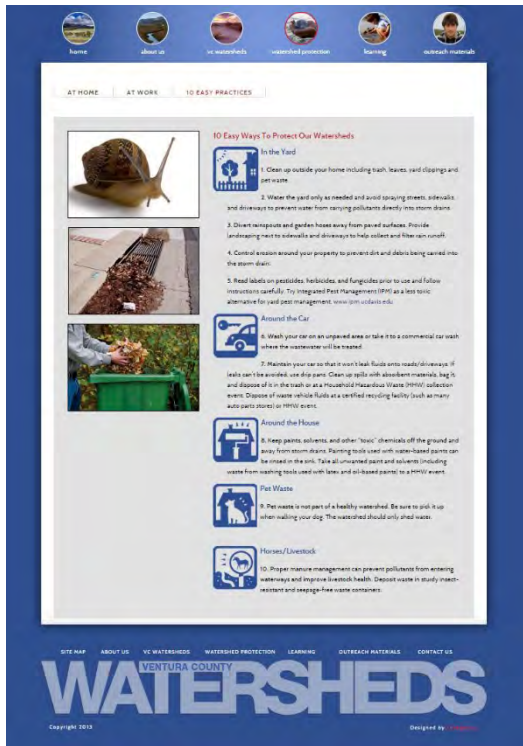 home about us vc watersheds watershed protection learning outreach materials
AT HOME AT WORK 10 EASY PRACTICES
10 Easy Ways To Protect Our Watersheds
In the Yard
1. Clean up outside your home including trash, leaves, yard clippings and
pet waste.
2. Water the yard only as needed and avoid spraying streets, sidewalks
and driveways to prevent water from carrying pollutants directly into storm drains.
3. Divert rainspouts and garden hoses away from paved surfaces. Provide
landscaping next to sidewalks and driveways to help collect and filter rain runoff.
4. Control erosion around your property to prevent dirt and debris being carried into
the storm drain.
5. Read labels on pesticides, herbicides, and fungicides prior to use and follow
instructions carefully. Try Integrated Pest Management (IPM) as a less toxic
alternative for yard pest management. www.ipm.ucdavis.edu
Around the Car
6. Wash your car on an unpaved area or take it to a commercial car wash
where the wastewater will be treated.
7. Maintain your car so that it won't leak fluids onto roads/driveways. If
leaks can't be avoided, use drip pans. Clean up spills with absorbent materials, bag it
and dispose of it in the trash or at a Household Hazardous Waste (HHW) collection
event. Dispose of waste vehicle fluids at a certified recycling facility (such as many
auto parts stores) or HHW event.
Around the House
8. Keep paints, solvents, and other "toxic" chemicals off the ground and
away from storm drains. Painting tools used with water-based paints can
be rinsed in the sink. Take all unwanted paint and solvents (including
waste from washing tools used with latex and oil-based paints) to a HHW event.
Pet Waste
9. Pet waste is not part of a healthy watershed. Be sure to pick it up
when walking your dog. The watershed should only shed water.
Horses/Livestock
10. Proper manure management can prevent pollutants from entering
waterways and improve livestock health. Deposit waste in sturdy insect-
resistant and seepage-free waste containers.
SITE MAP ABOUT US VC WATERSHEDS WATERSHED PROTECTION LEARNING OUTREACH MATERIALS CONTACT US
VENTURA COUNTY
WATERSHEDS
Copyright 2013 Designed by